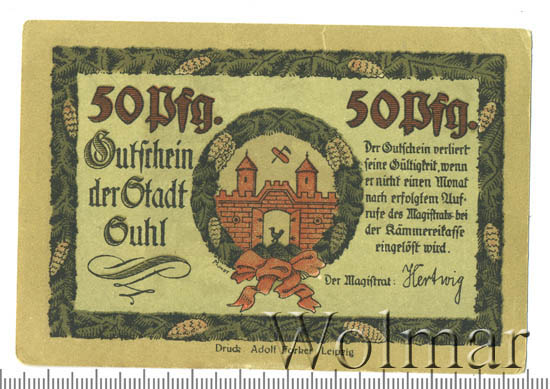 50 Pfg.
50 Pfg.
Gutschein
der Stadt
Suhl
Der Gutschein verliert
seine Gültigkeit, wenn
er nicht einen Monat
nach erfolgtem Auf-
rufe des Magistrats bei
der Kämmereikasse
eingelöst wird.
Der Magistrat: Hertwig
Druck Adolf Forker Leipzig
Wolmar